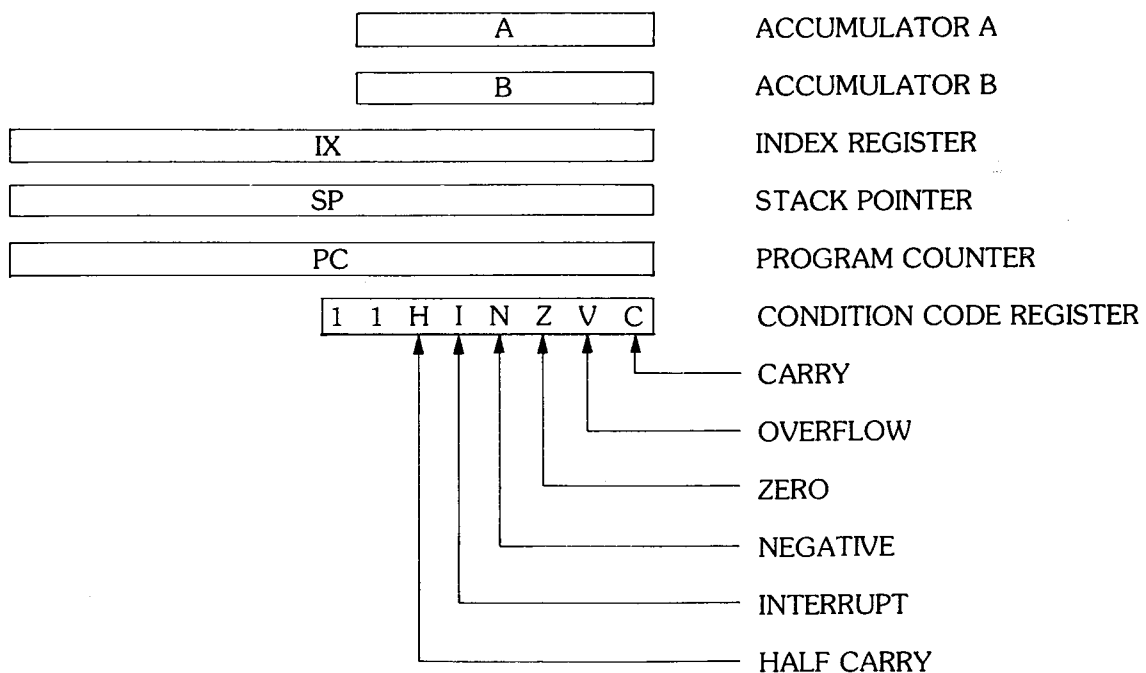 A ACCUMULATOR A
B ACCUMULATOR B
IX INDEX REGISTER
SP STACK POINTER
PC PROGRAM COUNTER
1 1 H I N Z V C CONDITION CODE REGISTER
CARRY
OVERFLOW
ZERO
NEGATIVE
INTERRUPT
HALF CARRY